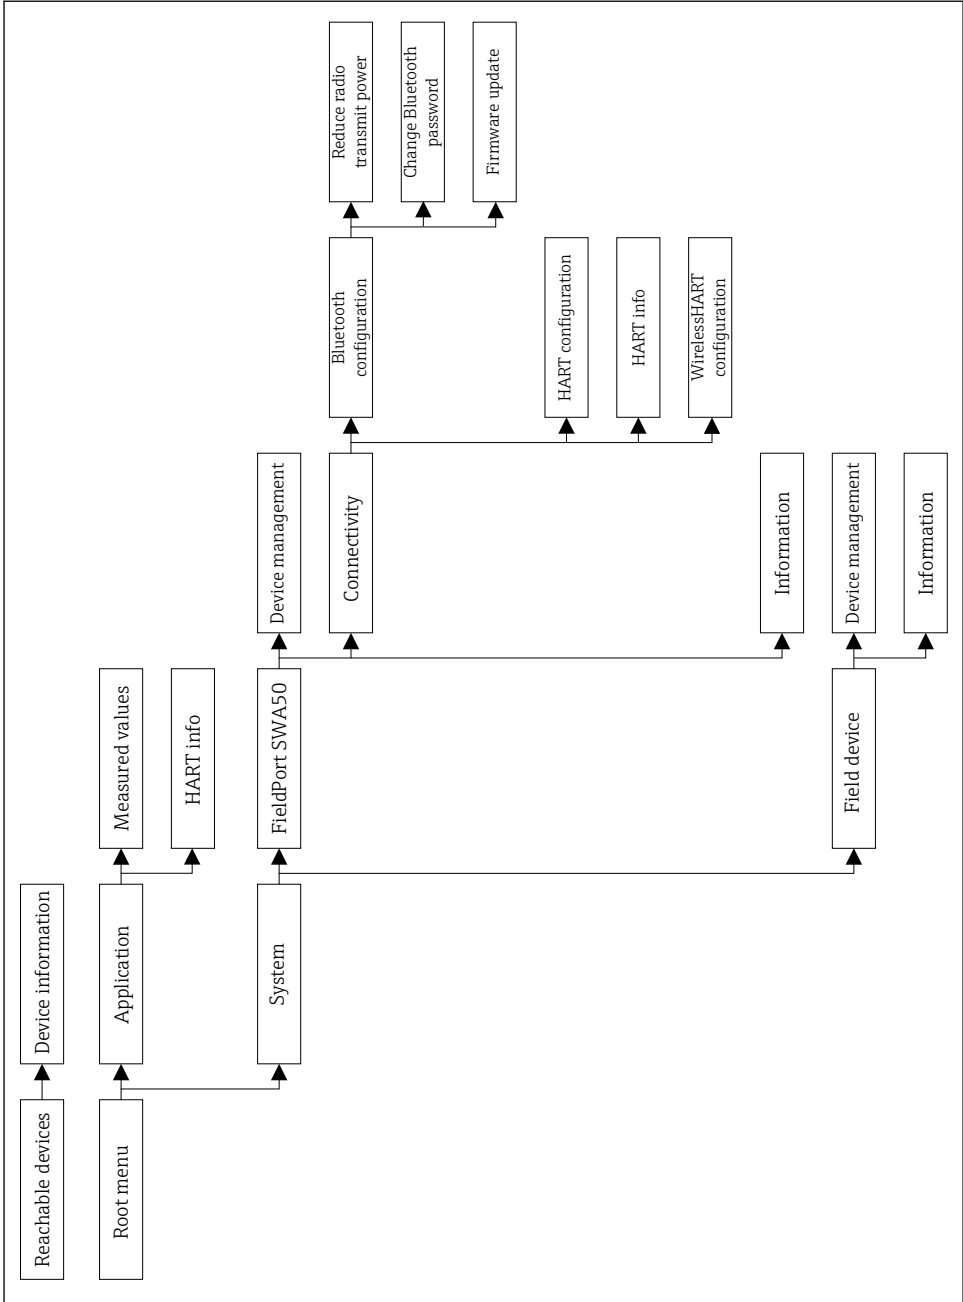 Reachable devices
Device information
Root menu
Application
Measured values
HART info
System
FieldPort SWA50
Device management
Connectivity
Bluetooth
configuration
Reduce radio
transmit power
Change Bluetooth
password
Firmware update
HART configuration
HART info
WirelessHART
configuration
Information
Field device
Device management
Information